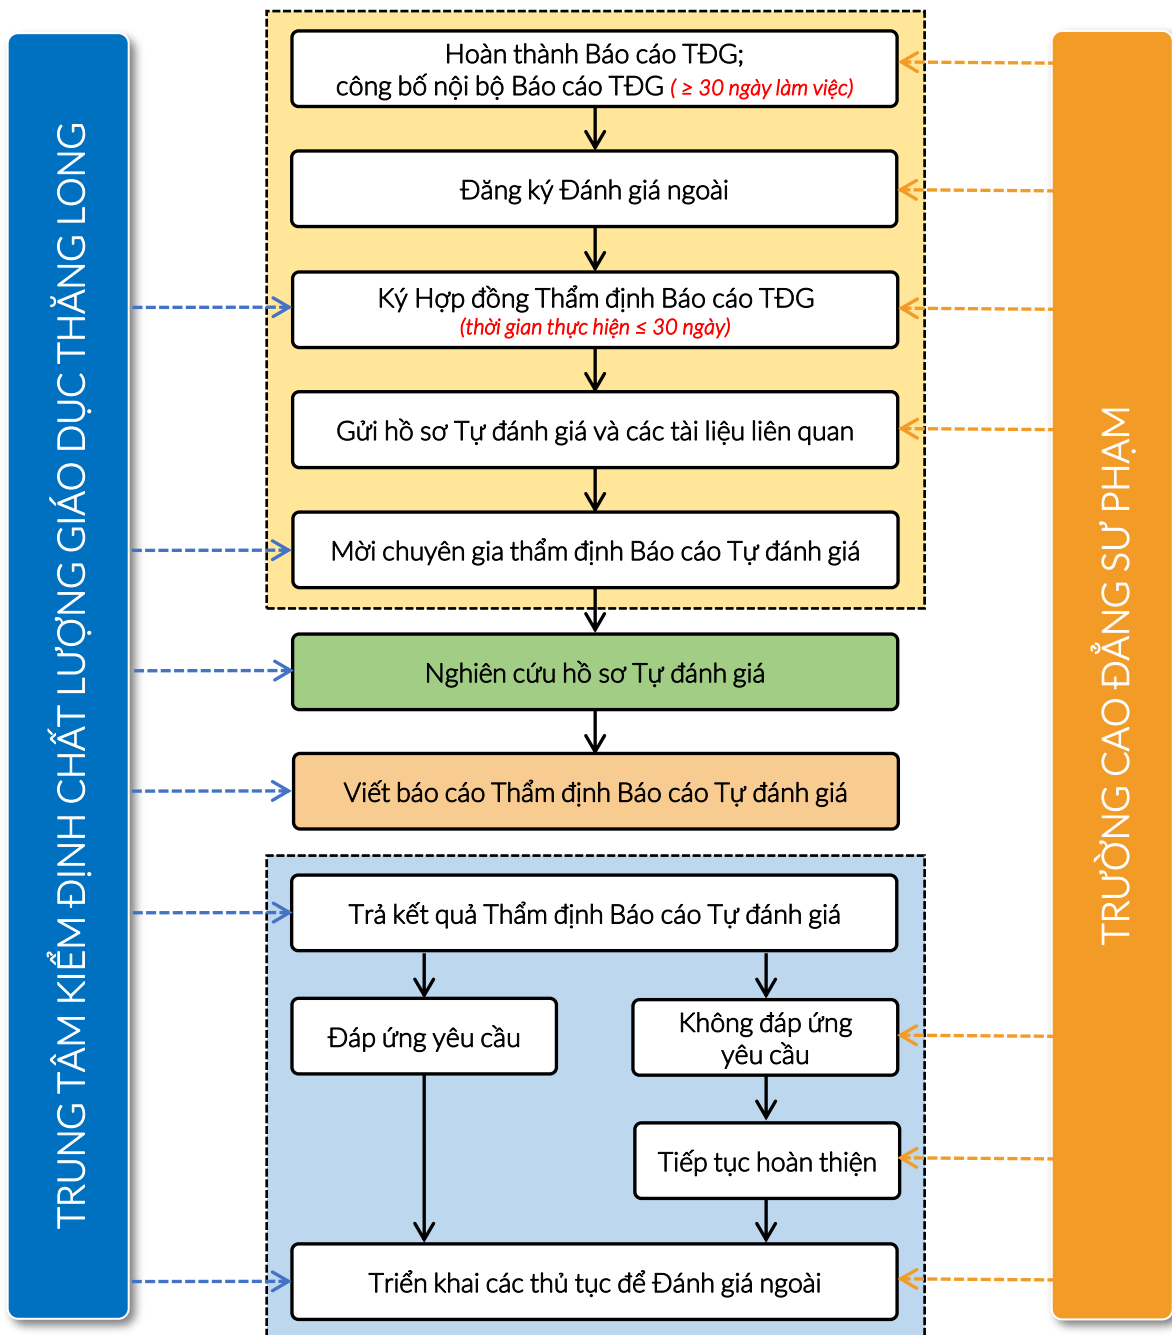 TRUNG TÂM KIỂM ĐỊNH CHẤT LƯỢNG GIÁO DỤC THĂNG LONG
Hoàn thành Báo cáo TĐG;
công bố nội bộ Báo cáo TĐG ( ≥ 30 ngày làm việc)
Đăng ký Đánh giá ngoài
Ký Hợp đồng Thẩm định Báo cáo TĐG
(thời gian thực hiện ≤ 30 ngày)
Gửi hồ sơ Tự đánh giá và các tài liệu liên quan
Mời chuyên gia thẩm định Báo cáo Tự đánh giá
Nghiên cứu hồ sơ Tự đánh giá
Viết báo cáo Thẩm định Báo cáo Tự đánh giá
Trả kết quả Thẩm định Báo cáo Tự đánh giá
Đáp ứng yêu cầu
Không đáp ứng
yêu cầu
Tiếp tục hoàn thiện
Triển khai các thủ tục để Đánh giá ngoài
TRƯỜNG CAO ĐẲNG SƯ PHẠM